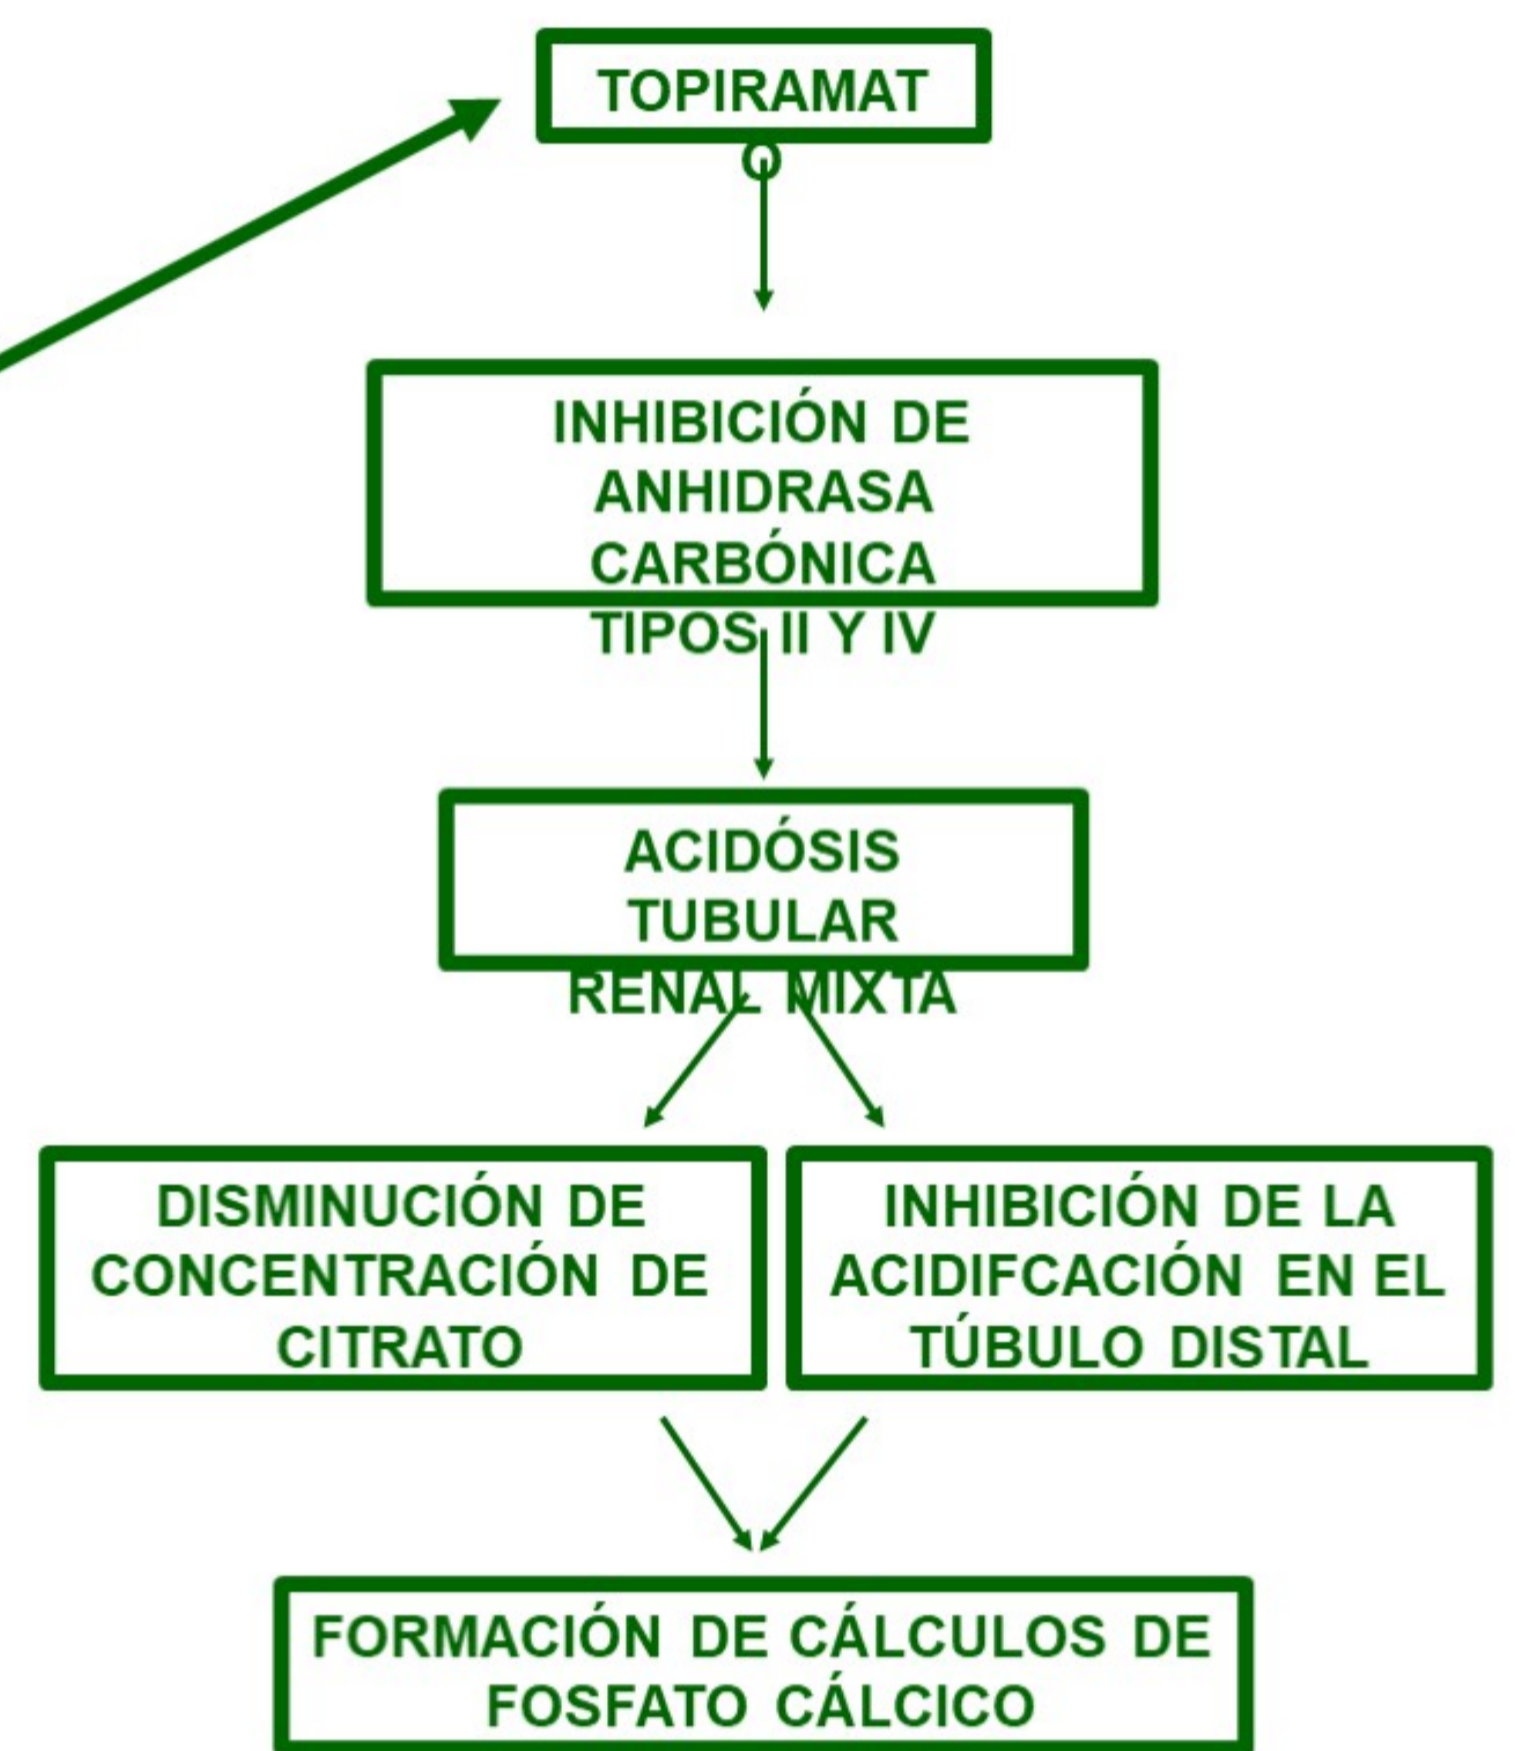 TOPIRAMAT
O
INHIBICIÓN DE
ANHIDRASA
CARBÓNICA
TIPOS II Y IV
ACIDÓSIS
TUBULAR
RENAL MIXTA
DISMINUCIÓN DE
CONCENTRACIÓN DE
CITRATO
INHIBICIÓN DE LA
ACIDIFCACIÓN EN EL
TÚBULO DISTAL
FORMACIÓN DE CÁLCULOS DE
FOSFATO CÁLCICO